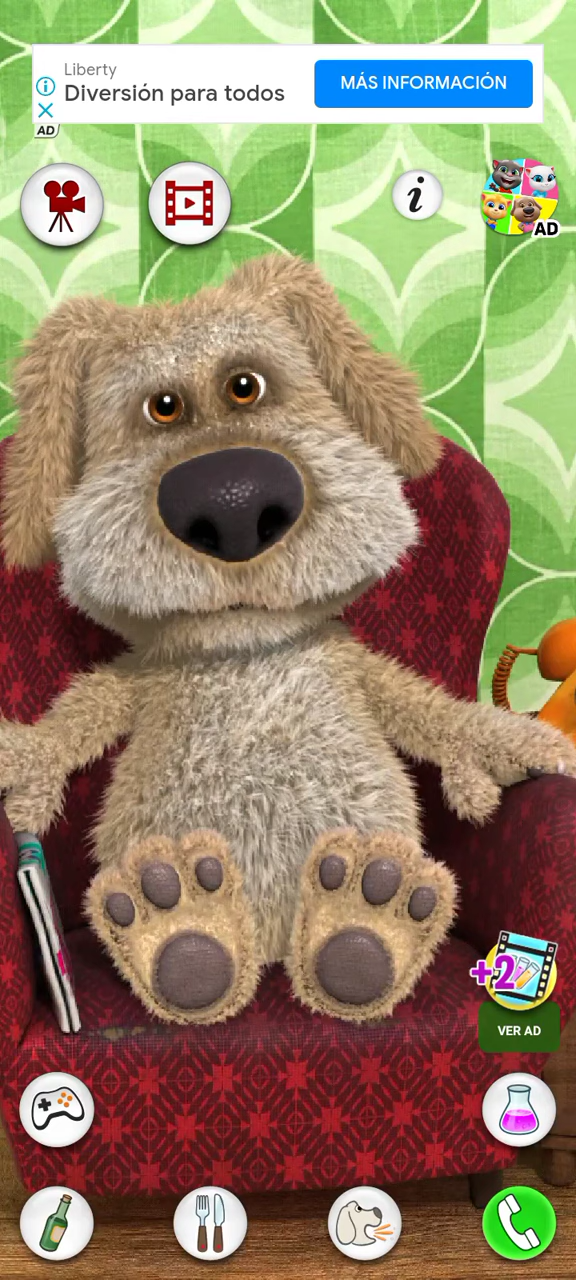 Liberty
Diversión para todos
MÁS INFORMACIÓN
AD
i
AD
+2
VER AD